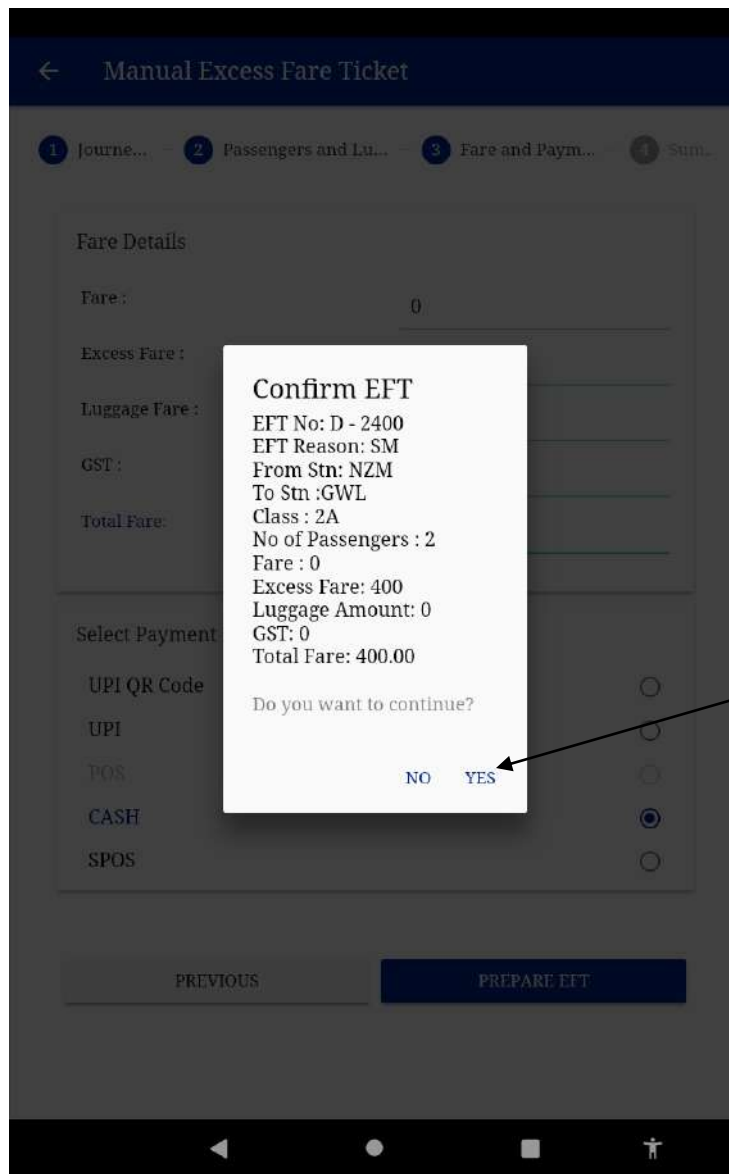 Manual Excess Fare Ticket
1 Journe... 2 Passengers and Lu... 3 Fare and Paym... 4 Sum..
Fare Details
Fare : 0
Excess Fare :
Luggage Fare :
GST :
Total Fare:
Confirm EFT
EFT No: D - 2400
EFT Reason: SM
From Stn: NZM
To Stn :GWL
Class : 2A
No of Passengers : 2
Fare : 0
Excess Fare: 400
Luggage Amount: 0
GST: 0
Total Fare: 400.00
Do you want to continue?
NO YES
Select Payment
UPI QR Code
UPI
POS
CASH
SPOS
PREVIOUS PREPARE EFT